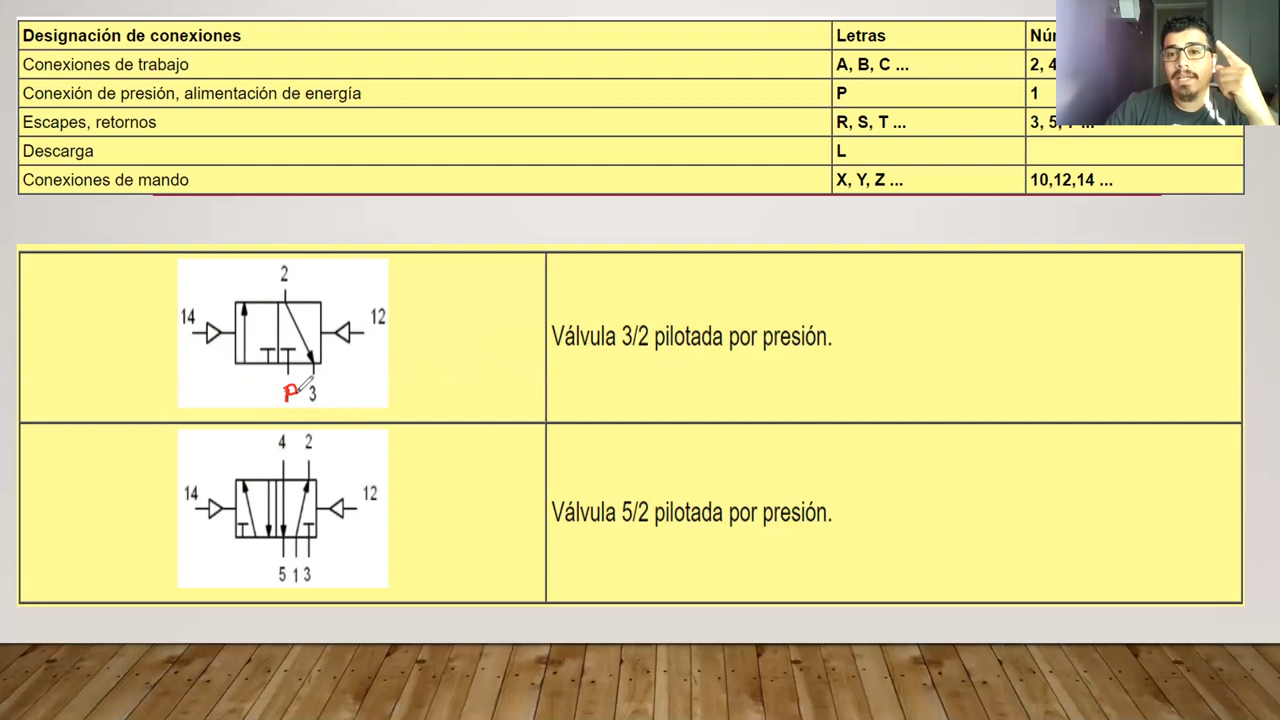 Designación de conexiones Letras
Conexiones de trabajo A, B, C ... 2, 4
Conexión de presión, alimentación de energía P 1
Escapes, retornos R, S, T ... 3, 5,
Descarga L
Conexiones de mando X, Y, Z ... 10,12,14 ...
2
14 12
P 3
Válvula 3/2 pilotada por presión.
4 2
14 12
5 1 3
Válvula 5/2 pilotada por presión.